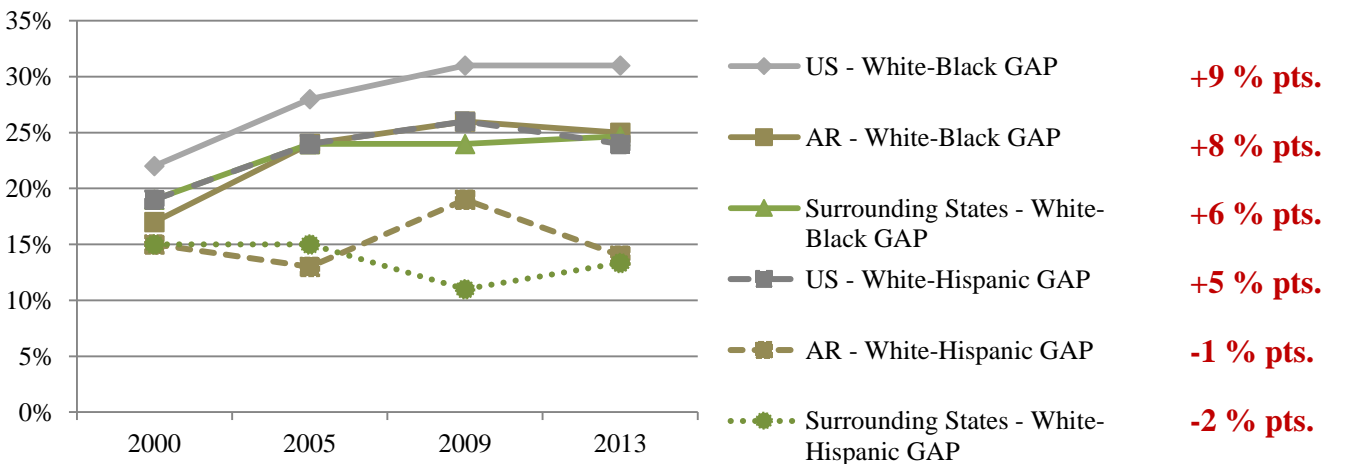 35%
30%
25%
20%
15%
10%
5%
0%
2000 2005 2009 2013
US - White-Black GAP +9 % pts.
AR - White-Black GAP +8 % pts.
Surrounding States - White-
Black GAP +6 % pts.
US - White-Hispanic GAP +5 % pts.
AR - White-Hispanic GAP -1 % pts.
Surrounding States - White-
Hispanic GAP -2 % pts.